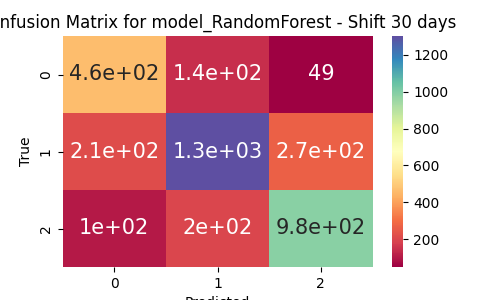 nfusion Matrix for model_RandomForest - Shift 30 days
0 4.6e+02 1.4e+02 49
1 2.1e+02 1.3e+03 2.7e+02
2 1e+02 2e+02 9.8e+02
0 1 2
True
Predicted
1200
1000
800
600
400
200